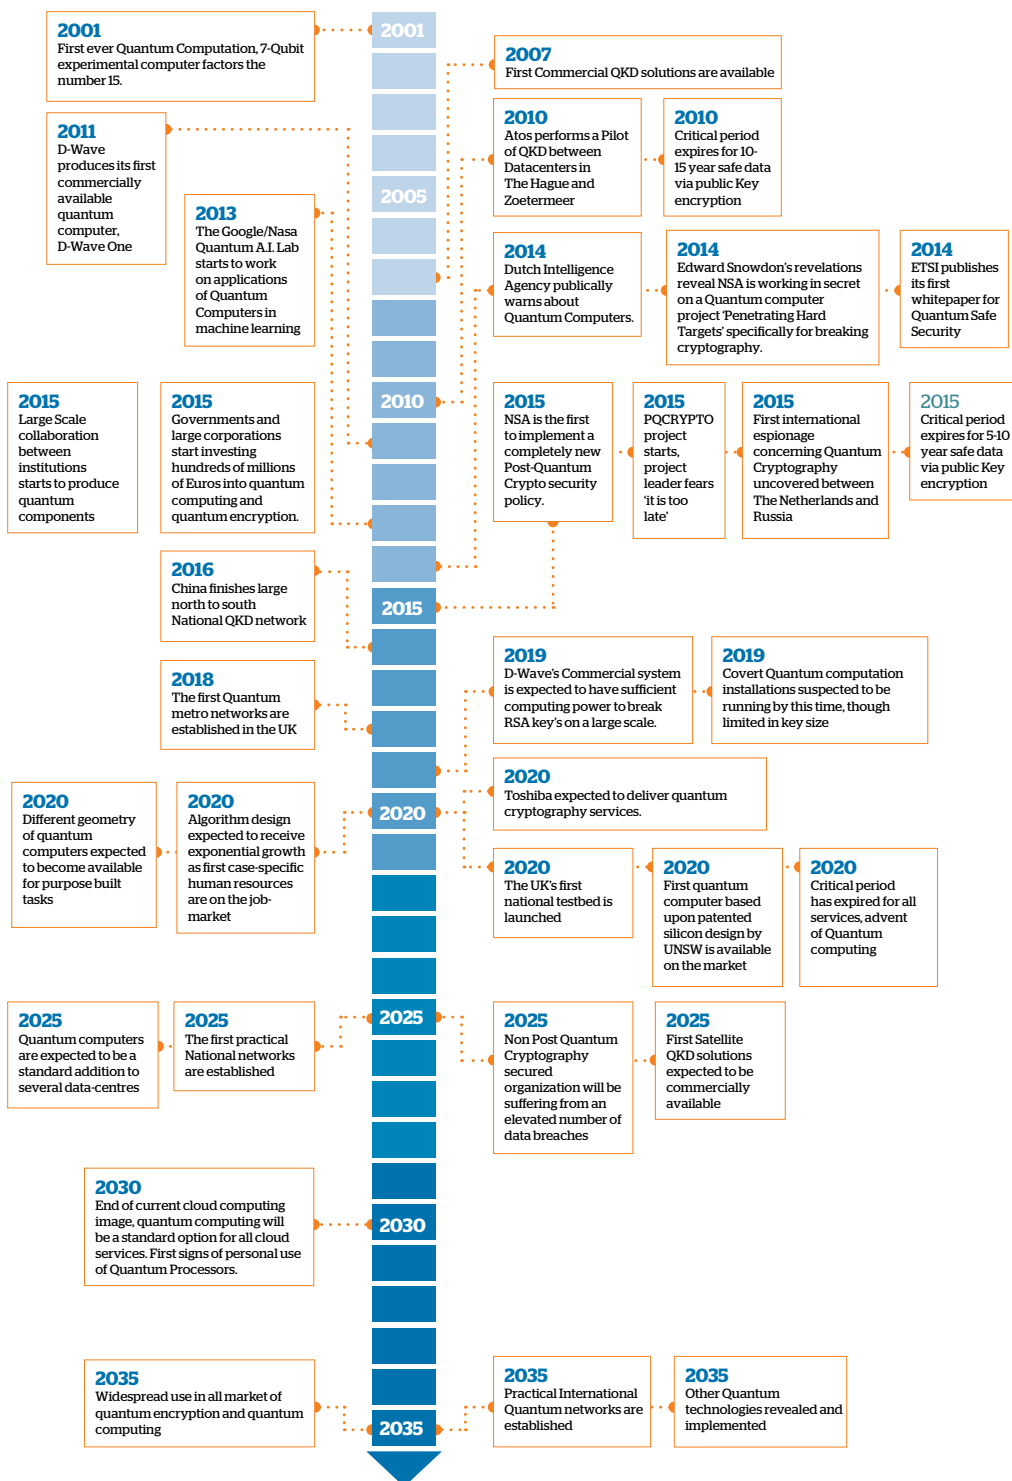 2001
First ever Quantum Computation, 7-Qubit
experimental computer factors the
number 15.
2001
2007
First Commercial QKD solutions are available
2011
D-Wave
produces its first
commercially
available
quantum
computer,
D-Wave One
2010
Atos performs a Pilot
of QKD between
Datacenters in
The Hague and
Zoetermeer
2010
Critical period
expires for 10-
15 year safe data
via public Key
encryption
2005
2013
The Google/Nasa
Quantum A.I. Lab
starts to work
on applications
of Quantum
Computers in
machine learning
2014
Dutch Intelligence
Agency publically
warns about
Quantum Computers.
2014
Edward Snowdon's revelations
reveal NSA is working in secret
on a Quantum computer
project 'Penetrating Hard
Targets' specifically for breaking
cryptography.
2014
ETSI publishes
its first
whitepaper for
Quantum Safe
Security
2010
2015
Large Scale
collaboration
between
institutions
starts to produce
quantum
components
2015
Governments and
large corporations
start investing
hundreds of millions
of Euros into quantum
computing and
quantum encryption.
2015
NSA is the first
to implement a
completely new
Post-Quantum
Crypto security
policy.
2015
PQCRYPTO
project
starts,
project
leader fears
'it is too
late'
2015
First international
espionage
concerning Quantum
Cryptography
uncovered between
The Netherlands and
Russia
2015
Critical period
expires for 5-10
year safe data
via public Key
encryption
2016
China finishes large
north to south
National QKD network
2015
2018
The first Quantum
metro networks are
established in the UK
2019
D-Wave's Commercial system
is expected to have sufficient
computing power to break
RSA key's on a large scale.
2019
Covert Quantum computation
installations suspected to be
running by this time, though
limited in key size
2020
Different geometry
of quantum
computers expected
to become available
for purpose built
tasks
2020
Algorithm design
expected to receive
exponential growth
as first case-specific
human resources
are on the job-
market
2020
2020
Toshiba expected to deliver quantum
cryptography services.
2020
The UK's first
national testbed is
launched
2020
First quantum
computer based
upon patented
silicon design by
UNSW is available
on the market
2020
Critical period
has expired for all
services, advent
of Quantum
computing
2025
Quantum computers
are expected to be a
standard addition to
several data-centres
2025
The first practical
National networks
are established
2025
2025
Non Post Quantum
Cryptography
secured
organization will be
suffering from an
elevated number of
data breaches
2025
First Satellite
QKD solutions
expected to be
commercially
available
2030
End of current cloud computing
image, quantum computing will
be a standard option for all cloud
services. First signs of personal use
of Quantum Processors.
2030
2035
Widespread use in all market of
quantum encryption and quantum
computing
2035
2035
Practical International
Quantum networks are
established
2035
Other Quantum
technologies revealed and
implemented